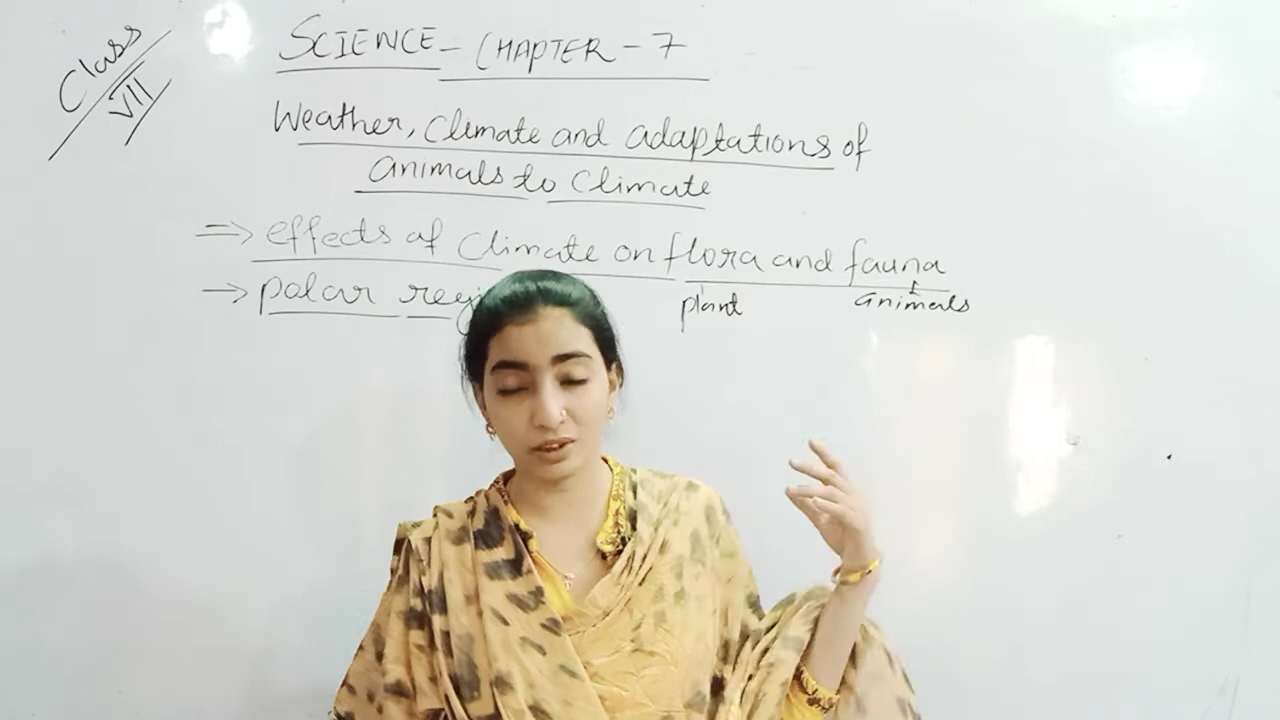 Class
VII
SCIENCE - CHAPTER - 7
Weather, Climate and adaptations of
animals to Climate
⇒ effects of Climate on flora and fauna
plant animals
→ polar